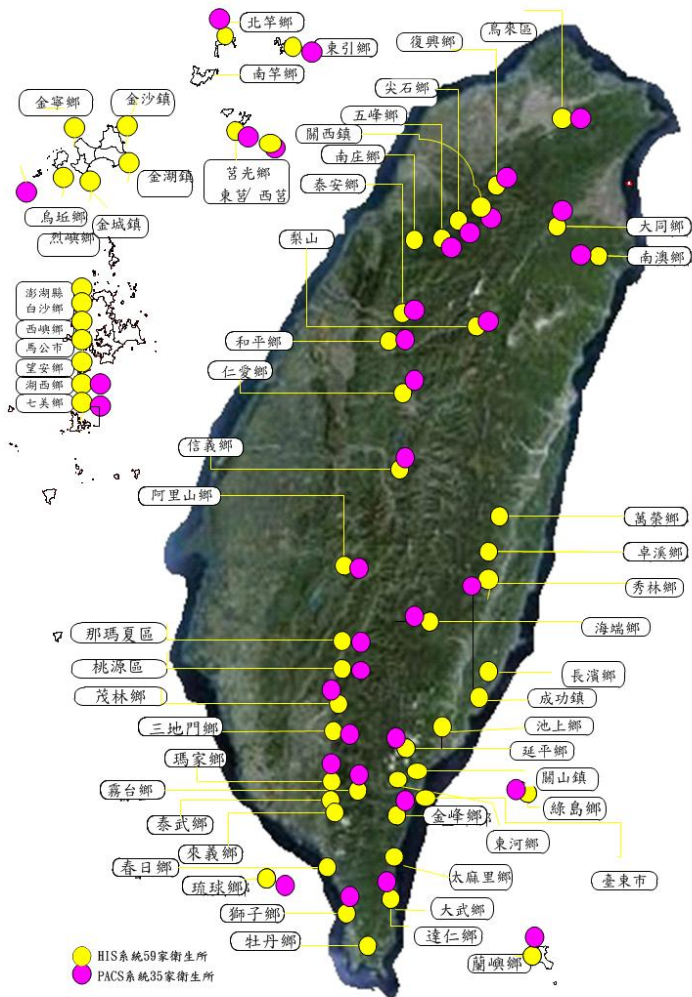 北竿鄉
東引鄉
南竿鄉
復興鄉
烏來區
金寧鄉
金沙鎮
尖石鄉
五峰鄉
關西鎮
南庄鄉
莒光鄉
東莒/西莒
泰安鄉
金湖鎮
烏坵鄉
金城鎮
烈嶼鄉
大同鄉
南澳鄉
梨山
澎湖縣
白沙鄉
西嶼鄉
馬公市
望安鄉
湖西鄉
七美鄉
和平鄉
仁愛鄉
信義鄉
阿里山鄉
萬榮鄉
卓溪鄉
秀林鄉
海端鄉
那瑪夏區
桃源區
茂林鄉
長濱鄉
成功鎮
三地門鄉
池上鄉
延平鄉
瑪家鄉
關山鎮
霧台鄉
綠島鄉
泰武鄉
金峰鄉
來義鄉
東河鄉
春日鄉
太麻里鄉
臺東市
琉球鄉
獅子鄉
大武鄉
牡丹鄉
達仁鄉
蘭嶼鄉
HIS系統59家衛生所
PACS系統35家衛生所